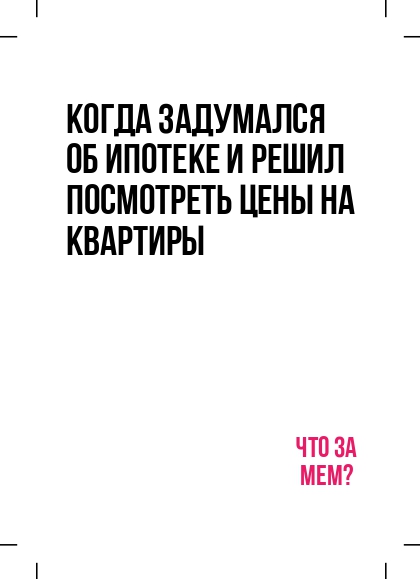 КОГДА ЗАДУМАЛСЯ
ОБ ИПОТЕКЕ И РЕШИЛ
ПОСМОТРЕТЬ ЦЕНЫ НА
КВАРТИРЫ
ЧТО ЗА
МЕМ?